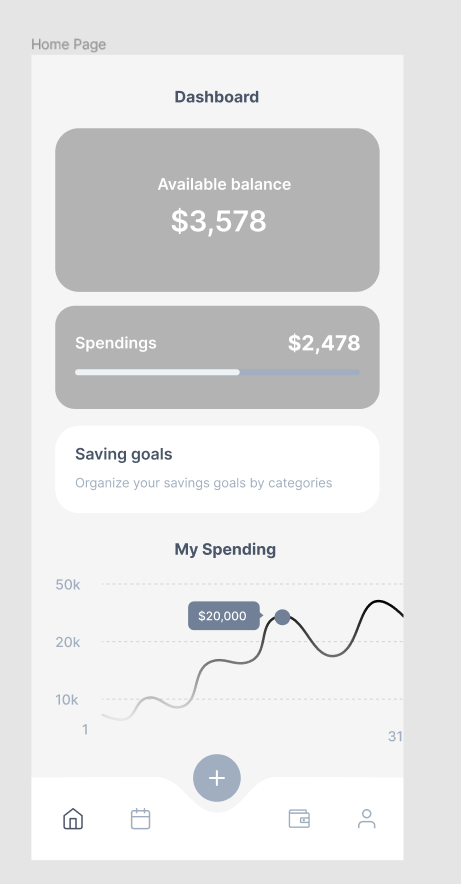 Home Page
Dashboard
Available balance
$3,578
Spendings
$2,478
Saving goals
Organize your savings goals by categories
My Spending
50k
$20,000
20k
10k
1
31